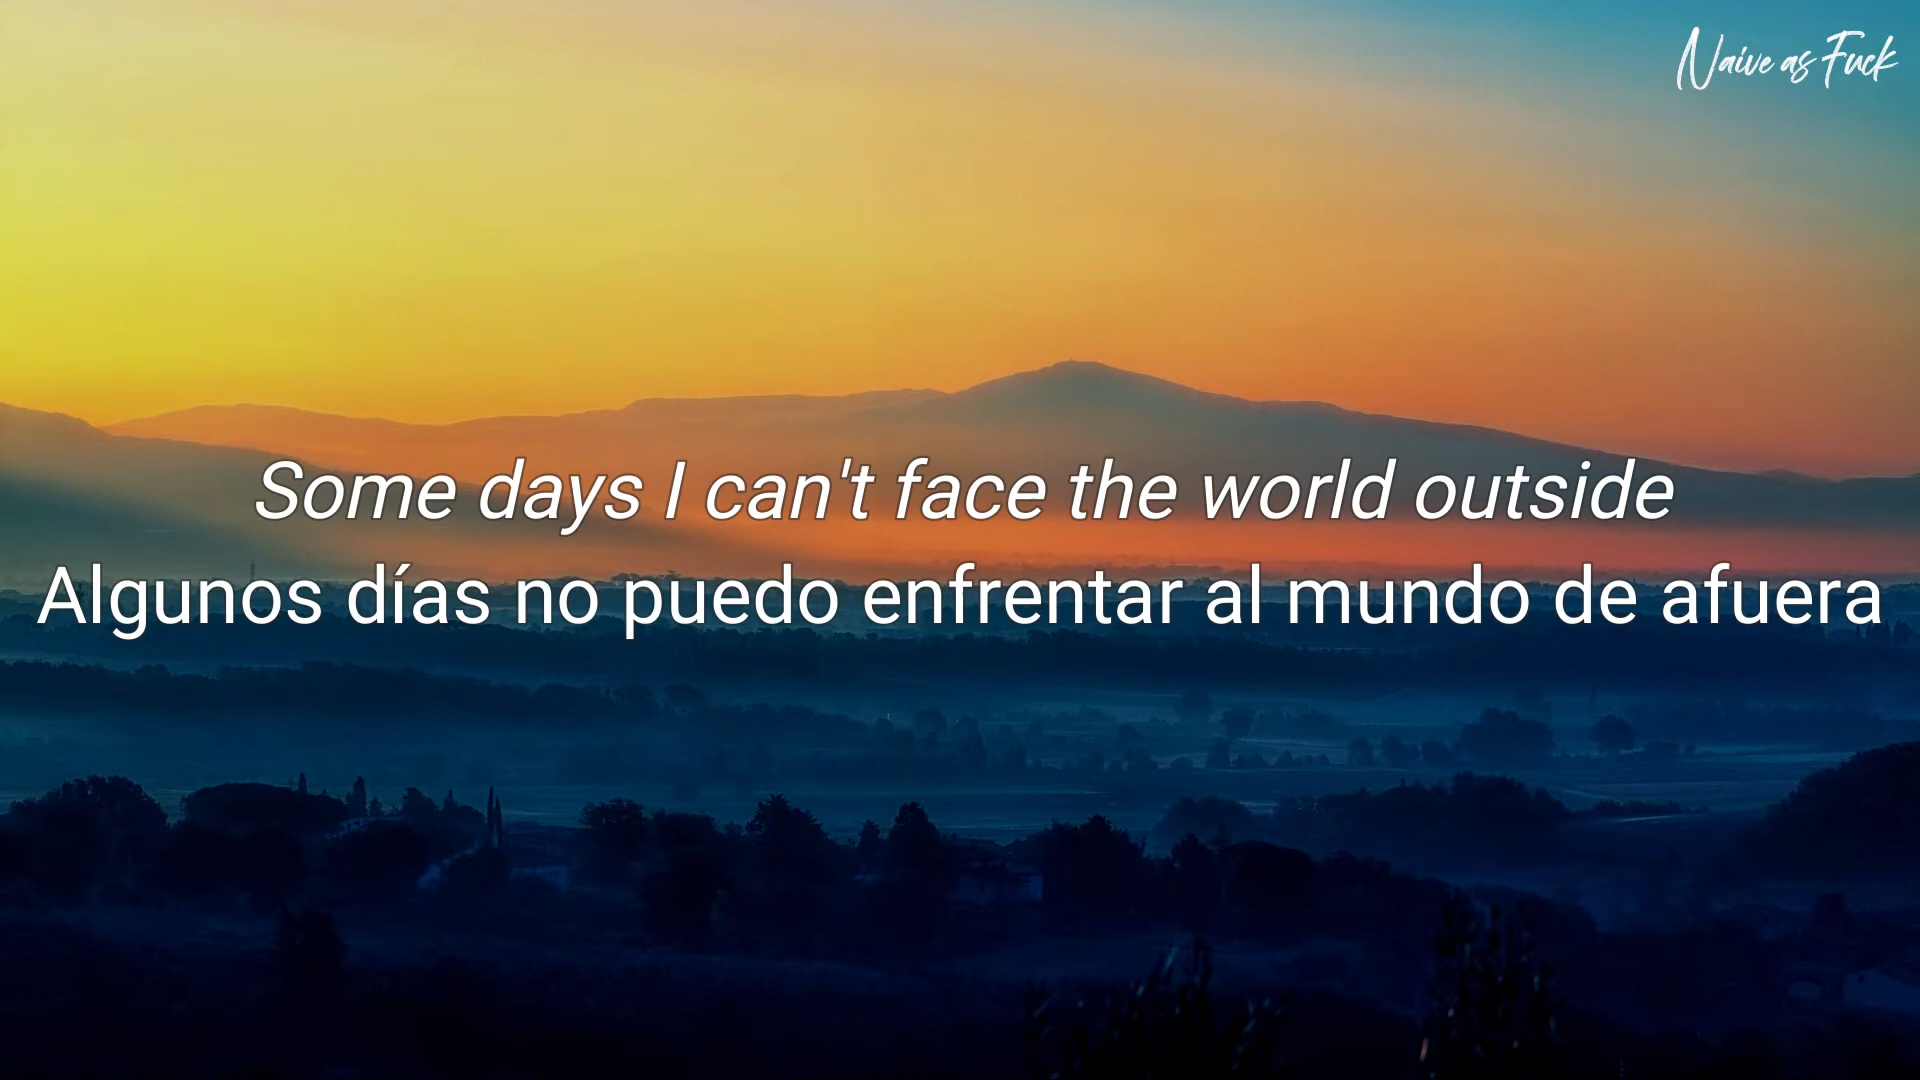 Naive as Fuck
Some days I can't face the world outside
Algunos días no puedo enfrentar al mundo de afuera